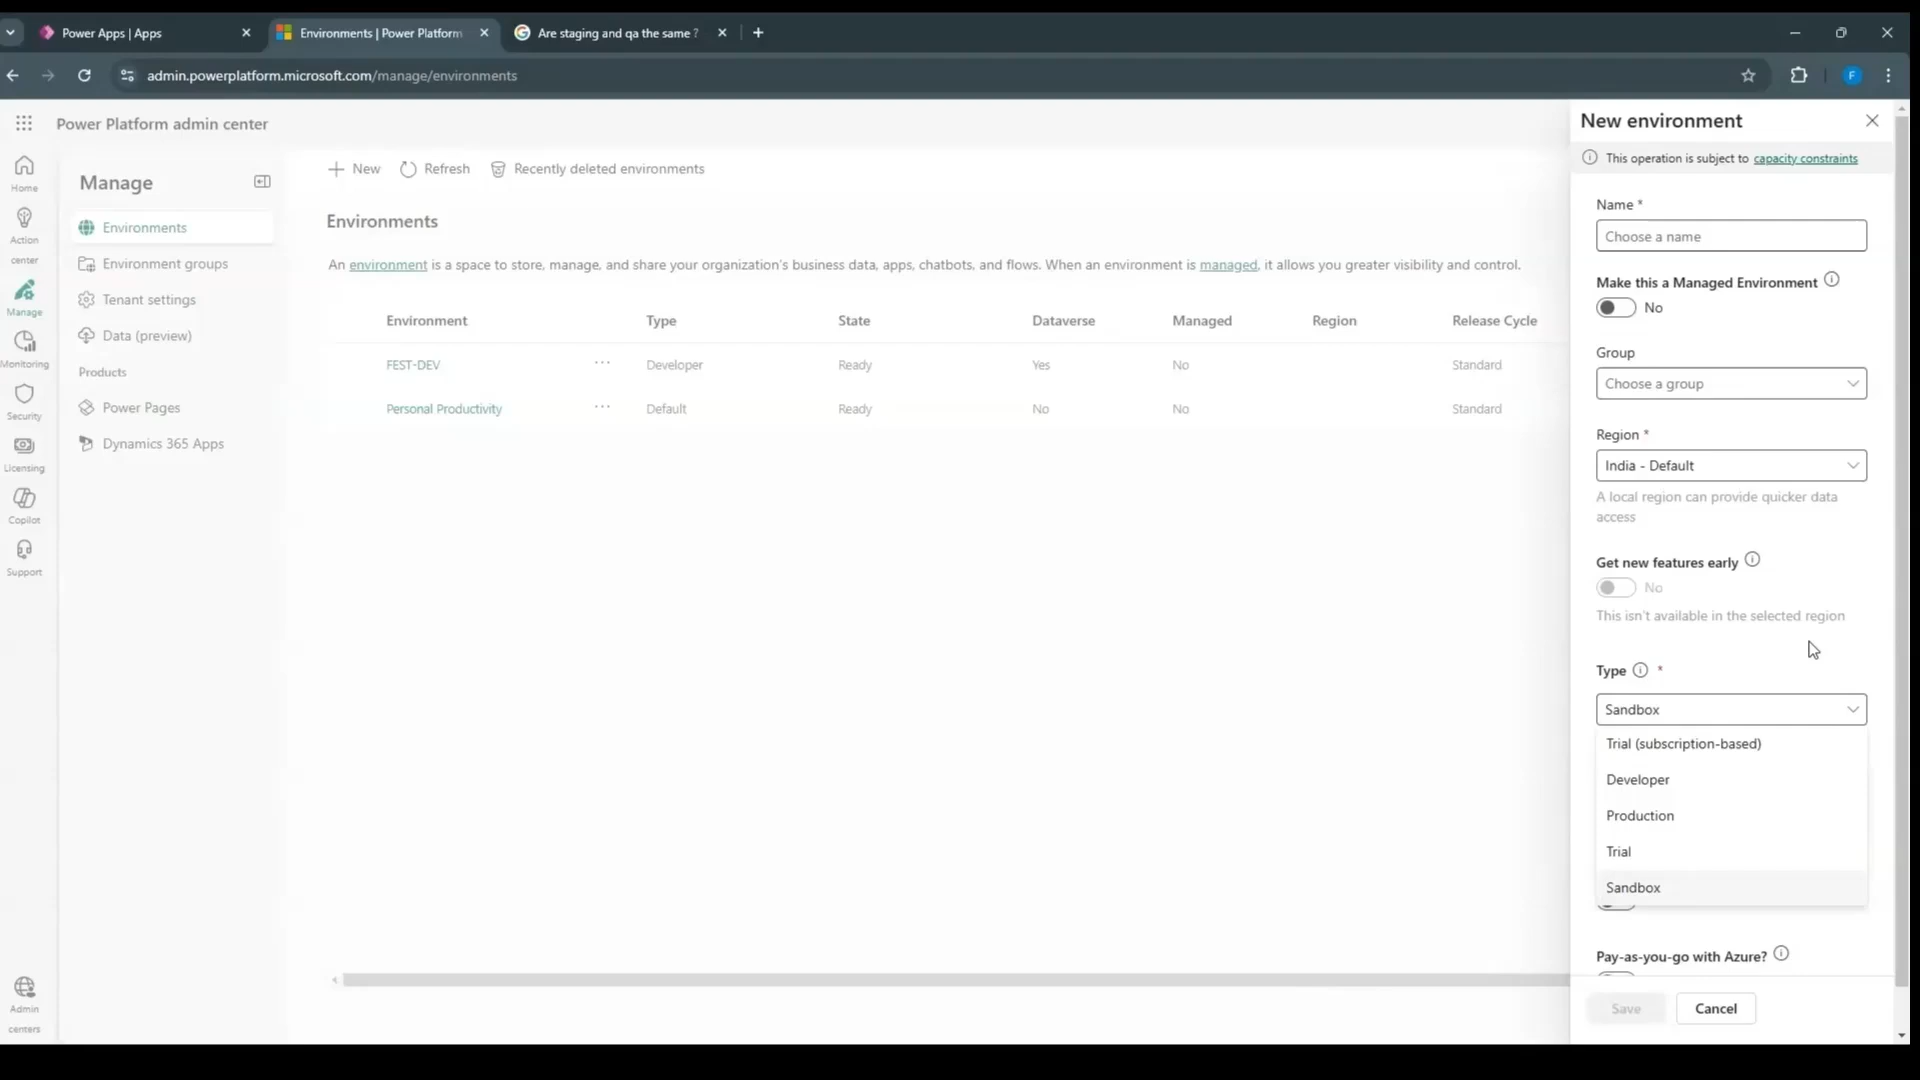 Power Apps | Apps
Environments | Power Platform
Are staging and qa the same ?
admin.powerplatform.microsoft.com/manage/environments
F
Power Platform admin center
Home
Action
center
Manage
Monitoring
Security
Licensing
Copilot
Support
Admin
centers
Manage
Environments
Environment groups
Tenant settings
Data (preview)
Products
Power Pages
Dynamics 365 Apps
New
Refresh
Recently deleted environments
Environments
An environment is a space to store, manage, and share your organization's business data, apps, chatbots, and flows. When an environment is managed, it allows you greater visibility and control.
Environment Type State Dataverse Managed Region Release Cycle
FEST-DEV ··· Developer Ready Yes No Standard
Personal Productivity ··· Default Ready No No Standard
New environment
This operation is subject to capacity constraints
Name *
Choose a name
Make this a Managed Environment
No
Group
Choose a group
Region *
India - Default
A local region can provide quicker data
access
Get new features early
No
This isn't available in the selected region
Type *
Sandbox
Trial (subscription-based)
Developer
Production
Trial
Sandbox
Pay-as-you-go with Azure?
Save
Cancel